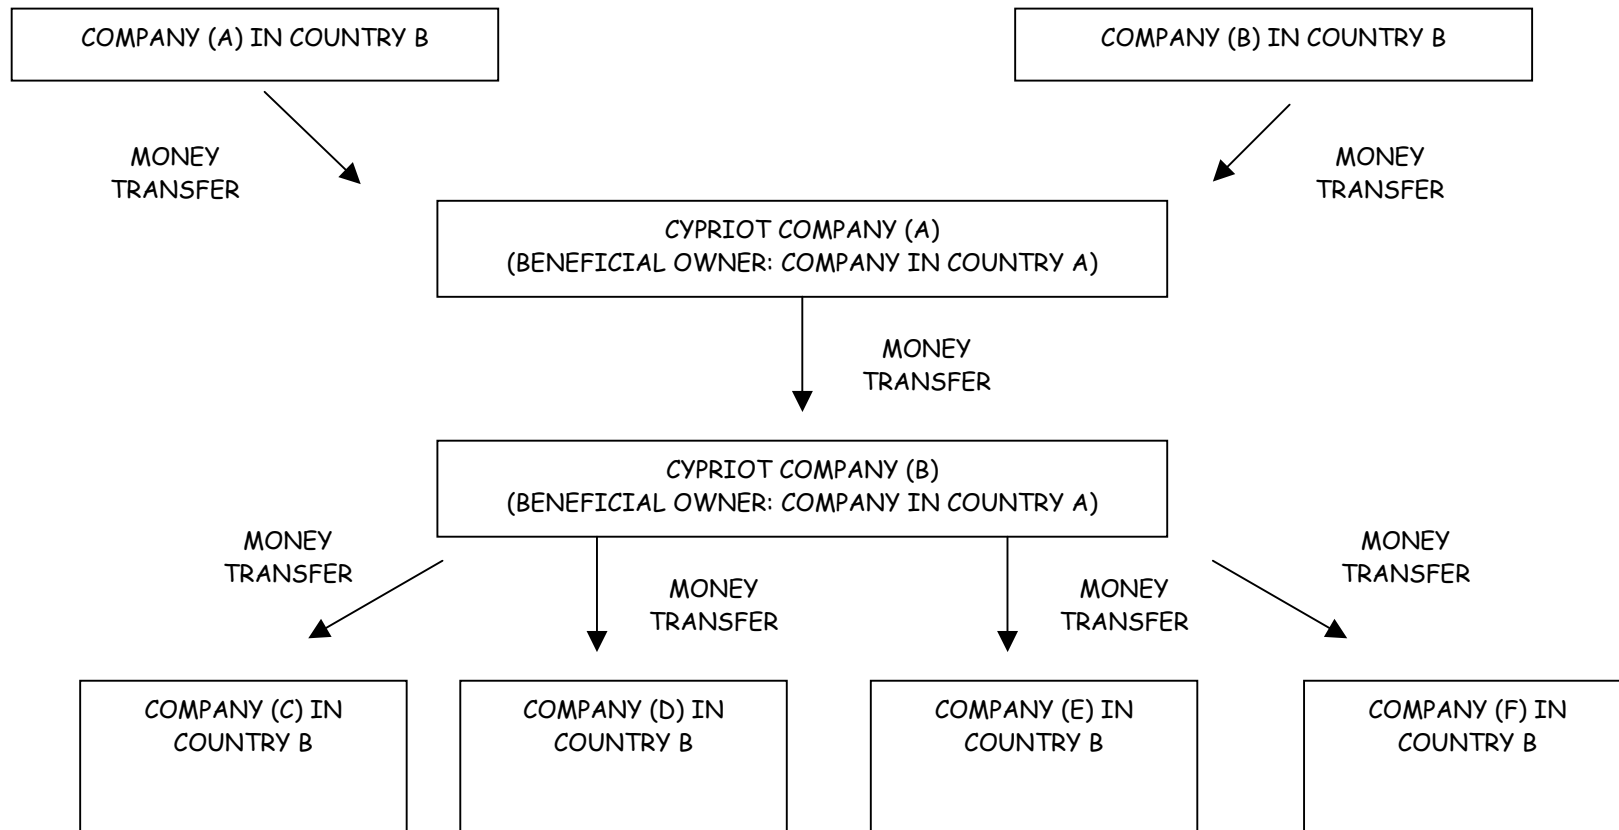 COMPANY (A) IN COUNTRY B
COMPANY (B) IN COUNTRY B
MONEY
TRANSFER
MONEY
TRANSFER
CYPRIOT COMPANY (A)
(BENEFICIAL OWNER: COMPANY IN COUNTRY A)
MONEY
TRANSFER
CYPRIOT COMPANY (B)
(BENEFICIAL OWNER: COMPANY IN COUNTRY A)
MONEY
TRANSFER
MONEY
TRANSFER
MONEY
TRANSFER
MONEY
TRANSFER
COMPANY (C) IN
COUNTRY B
COMPANY (D) IN
COUNTRY B
COMPANY (E) IN
COUNTRY B
COMPANY (F) IN
COUNTRY B